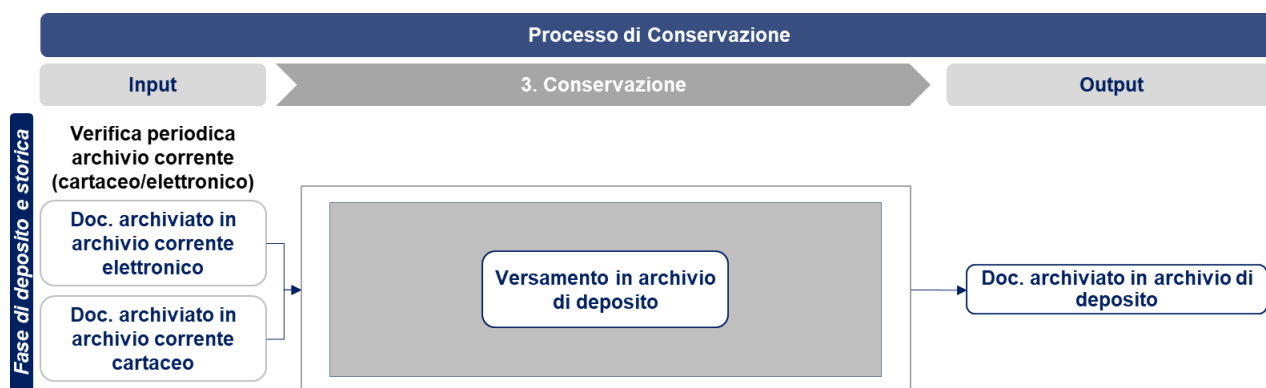 Processo di Conservazione
Input
3. Conservazione
Output
Fase di deposito e storica
Verifica periodica
archivio corrente
(cartaceo/elettronico)
Doc. archiviato in
archivio corrente
elettronico
Doc. archiviato in
archivio corrente
cartaceo
Versamento in archivio
di deposito
Doc. archiviato in archivio di
deposito